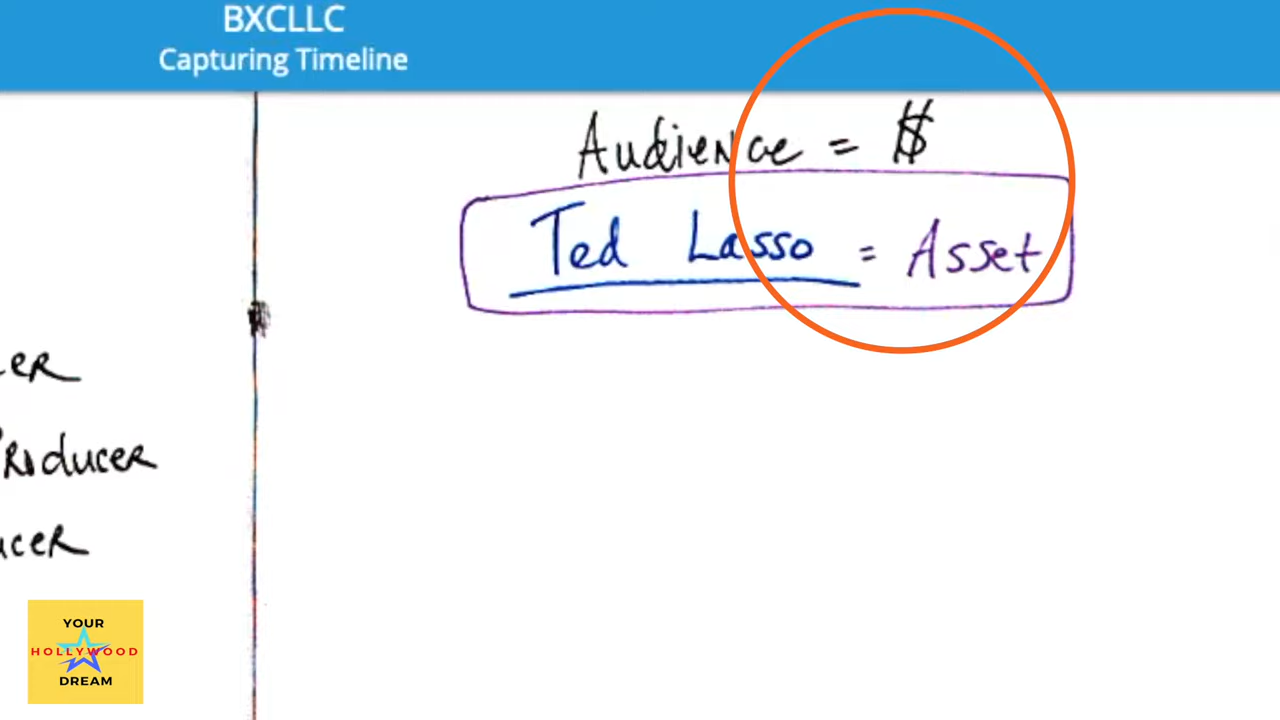 BXCLLC
Capturing Timeline
Audience = $
Ted Lasso = Asset
YOUR
HOLLYWOOD
DREAM